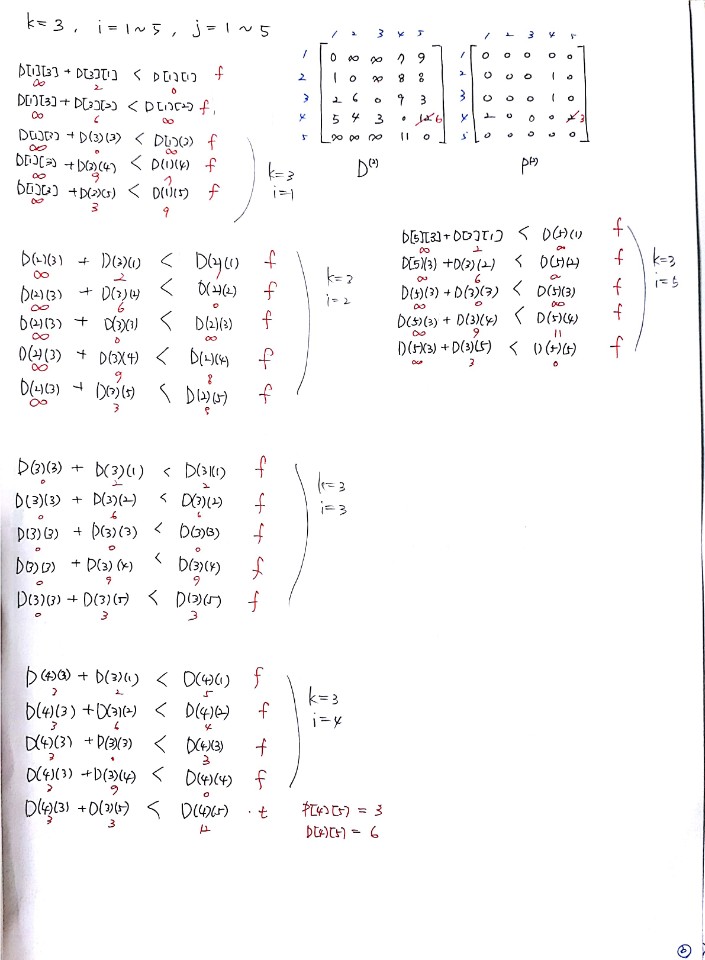 k=3, i=1~5, j=1~5
1 2 3 4 5
1 0 ∞ ∞ 7 9
2 1 0 ∞ 8 8
3 2 6 0 9 3
4 5 4 3 0 12 6
5 ∞ ∞ ∞ 11 0
D(3)
1 2 3 4 5
1 0 0 0 0 0
2 0 0 0 1 0
3 0 0 0 1 0
4 2 0 0 0 2 3
5 0 0 0 0 0
P(3)
D[1][3] + D[3][1] < D[1][1] f
∞ 2 0
D[1][3] + D[3][2] < D[1][2] f
∞ 6 ∞
D[1][3] + D(3)(3) < D[1](3) f
∞ 0 ∞
D[1][3] + D(3)(4) < D(1)(4) f
∞ 9 7
D[1][3] + D(3)(5) < D(1)(5) f
∞ 3 9
k=3
i=1
D(2)(3) + D(3)(1) < D(2)(1) f
∞ 2 1
D(2)(3) + D(3)(2) < D(2)(2) f
∞ 6 0
D(2)(3) + D(3)(3) < D(2)(3) f
∞ 0 ∞
D(2)(3) + D(3)(4) < D(2)(4) f
∞ 9 8
D(2)(3) + D(3)(5) < D(2)(5) f
∞ 3 8
k=3
i=2
D(3)(3) + D(3)(1) < D(3)(1) f
0 2 2
D(3)(3) + D(3)(2) < D(3)(2) f
0 6 6
D(3)(3) + D(3)(3) < D(3)(3) f
0 0 0
D(3)(3) + D(3)(4) < D(3)(4) f
0 9 9
D(3)(3) + D(3)(5) < D(3)(5) f
0 3 3
k=3
i=3
D(4)(3) + D(3)(1) < D(4)(1) f
3 2 5
D(4)(3) + D(3)(2) < D(4)(2) f
3 6 4
D(4)(3) + D(3)(3) < D(4)(3) f
3 0 3
D(4)(3) + D(3)(4) < D(4)(4) f
3 9 0
D(4)(3) + D(3)(5) < D(4)(5) t
3 3 12
k=3
i=4
P[4][5] = 3
D[4][5] = 6
D[5][3] + D[3][1] < D(5)(1) f
∞ 2 ∞
D[5](3) + D(3)(2) < D(5)(2) f
∞ 6 ∞
D(5)(3) + D(3)(3) < D(5)(3) f
∞ 0 ∞
D(5)(3) + D(3)(4) < D(5)(4) f
∞ 9 11
D(5)(3) + D(3)(5) < D(5)(5) f
∞ 3 0
k=3
i=5